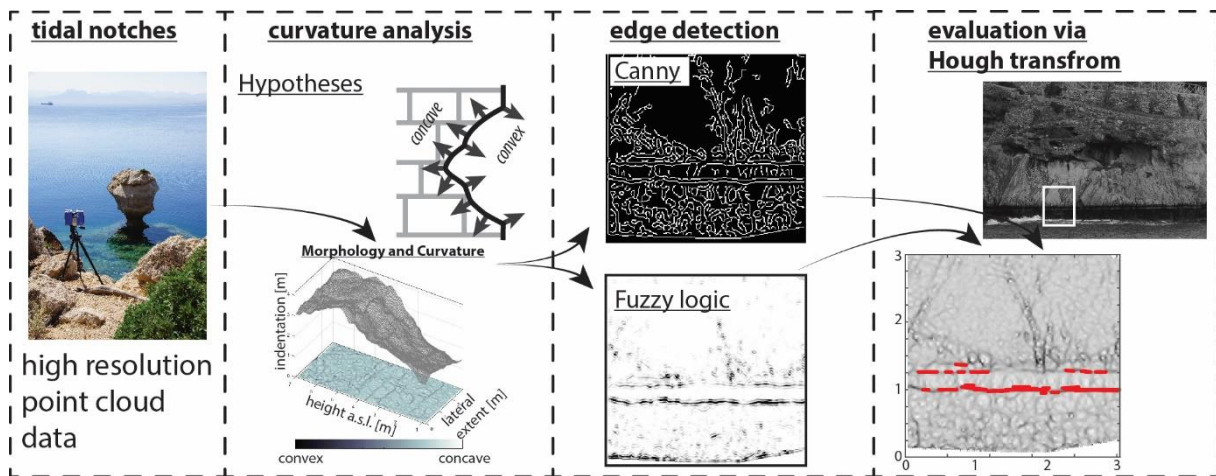 tidal notches
high resolution
point cloud
data
curvature analysis
Hypotheses
concave
convex
Morphology and Curvature
indentation [m]
height a.s.l. [m]
lateral
extent [m]
convex
concave
edge detection
Canny
Fuzzy logic
evaluation via
Hough transfrom
3
2
1
0
0
1
2
3